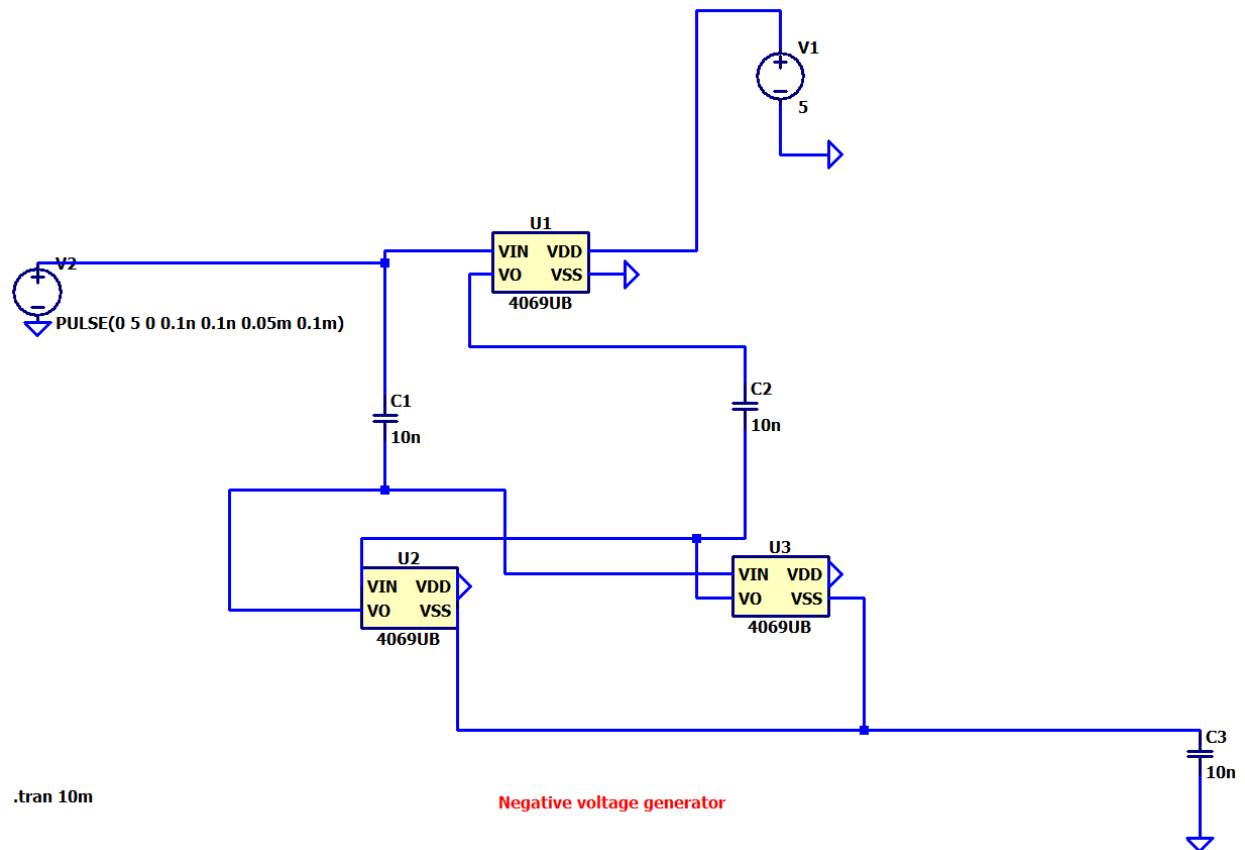 V1
5
U1
VIN VDD
VO VSS
4069UB
V2
PULSE(0 5 0 0.1n 0.1n 0.05m 0.1m)
C1
10n
C2
10n
U2
VIN VDD
VO VSS
4069UB
U3
VIN VDD
VO VSS
4069UB
C3
10n
.tran 10m
Negative voltage generator